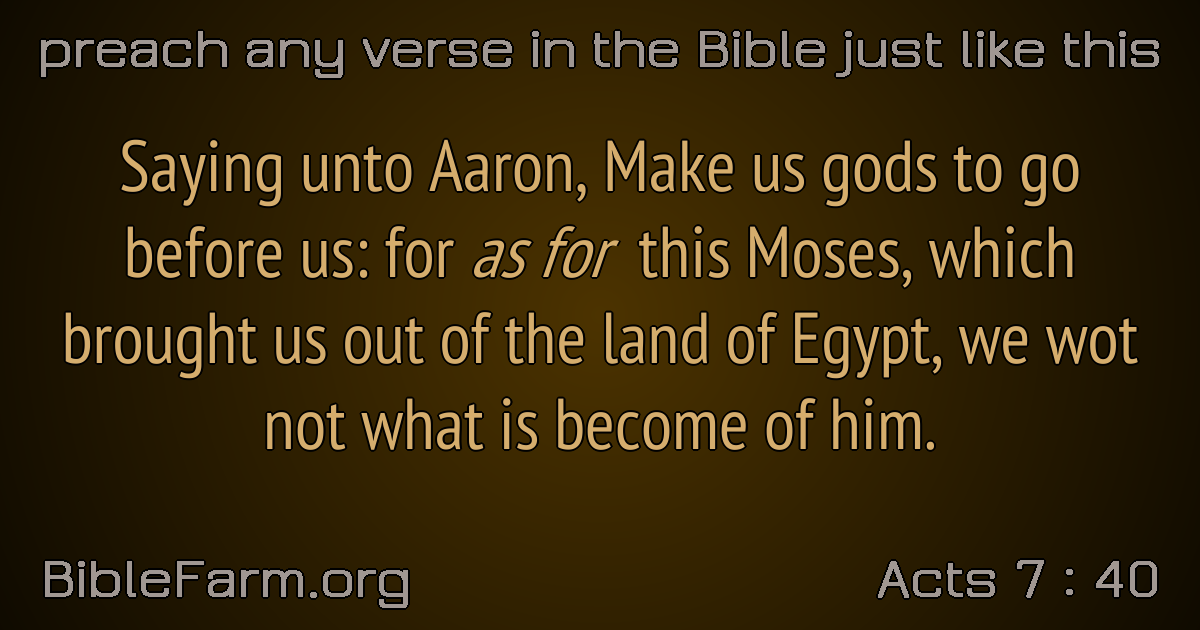 preach any verse in the Bible just like this
Saying unto Aaron, Make us gods to go
before us: for as for this Moses, which
brought us out of the land of Egypt, we wot
not what is become of him.
BibleFarm.org
Acts 7 : 40